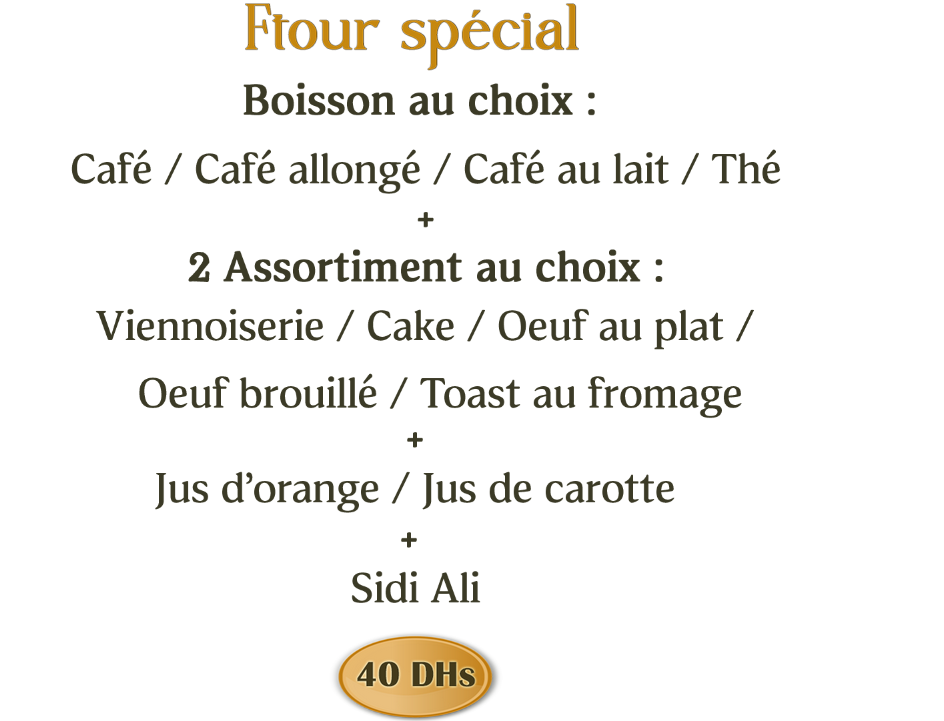 Ftour spécial
Boisson au choix :
Café / Café allongé / Café au lait / Thé
+
2 Assortiment au choix :
Viennoiserie / Cake / Oeuf au plat /
Oeuf brouillé / Toast au fromage
+
Jus d’orange / Jus de carotte
+
Sidi Ali
40 DHs